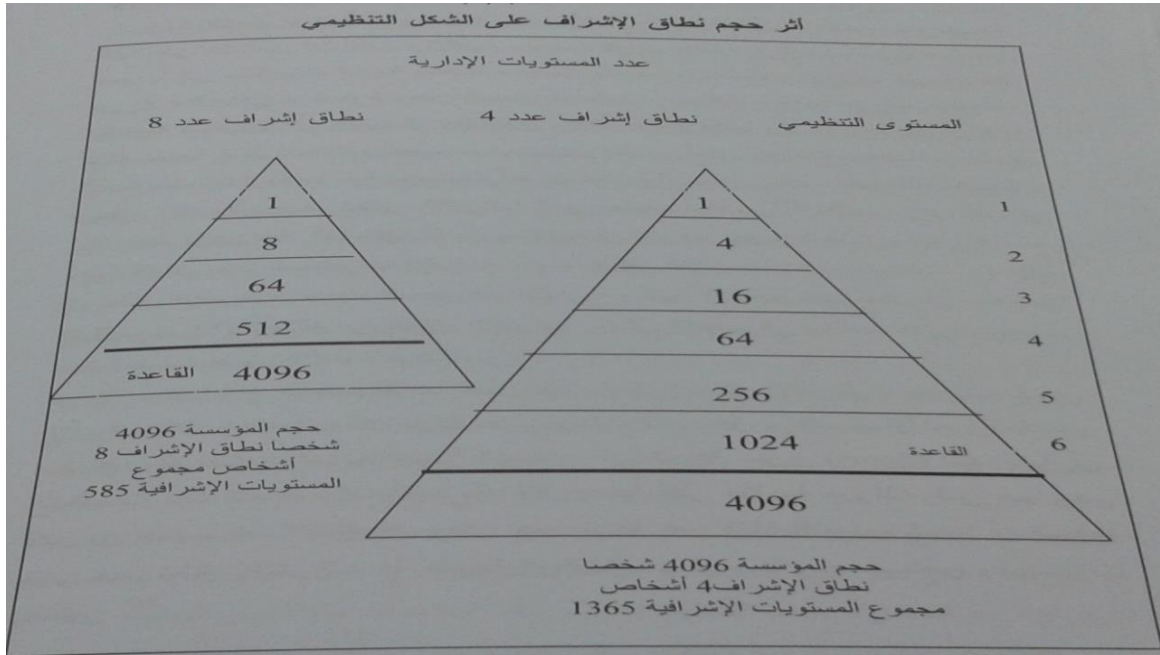 أثر حجم نطاق الإشراف على الشكل التنظيمي
عدد المستويات الإدارية
المستوى التنظيمي
نطاق إشراف عدد 4
نطاق إشراف عدد 8
1
2
3
4
5
6
1
4
16
64
256
القاعدة 1024
4096
حجم المؤسسة 4096 شخصا
نطاق الإشراف4 أشخاص
مجموع المستويات الإشرافية 1365
1
8
64
512
4096 القاعدة
حجم المؤسسة 4096
شخصا نطاق الإشراف 8
أشخاص مجموع
المستويات الإشرافية 585